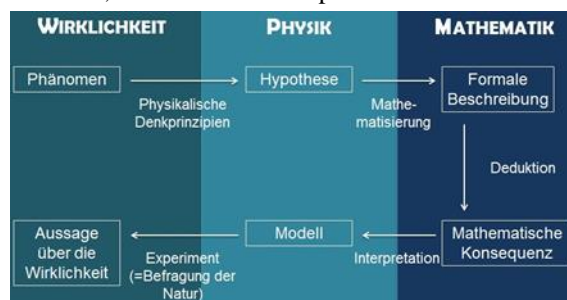 WIRKLICHKEIT
PHYSIK
MATHEMATIK
Phänomen
Physikalische
Denkprinzipien
Hypothese
Mathe-
matisierung
Formale
Beschreibung
Deduktion
Mathematische
Konsequenz
Interpretation
Modell
Experiment
(=Befragung der
Natur)
Aussage
über die
Wirklichkeit